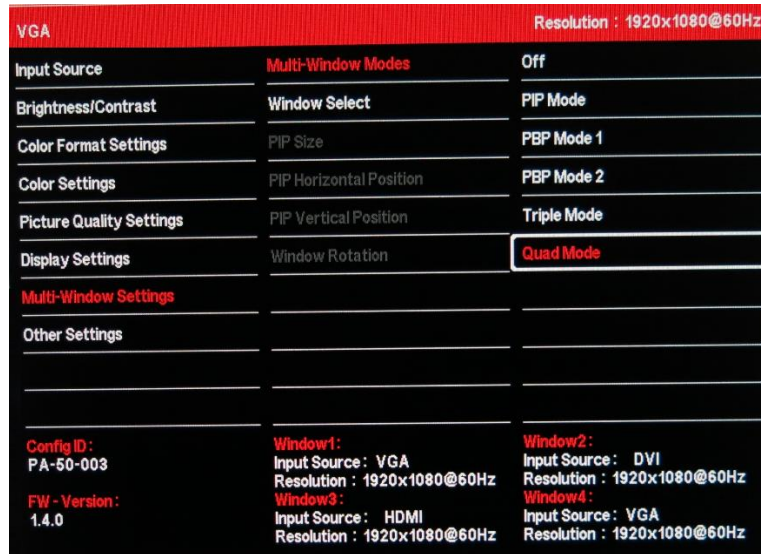 VGA
Resolution : 1920x1080@60Hz
Input Source
Multi-Window Modes
Off
Brightness/Contrast
Window Select
PIP Mode
Color Format Settings
PIP Size
PBP Mode 1
Color Settings
PIP Horizontal Position
PBP Mode 2
Picture Quality Settings
PIP Vertical Position
Triple Mode
Display Settings
Window Rotation
Quad Mode
Multi-Window Settings
Other Settings
Config ID :
PA-50-003
FW - Version :
1.4.0
Window1 :
Input Source : VGA
Resolution : 1920x1080@60Hz
Window3 :
Input Source : HDMI
Resolution : 1920x1080@60Hz
Window2 :
Input Source : DVI
Resolution : 1920x1080@60Hz
Window4 :
Input Source : VGA
Resolution : 1920x1080@60Hz